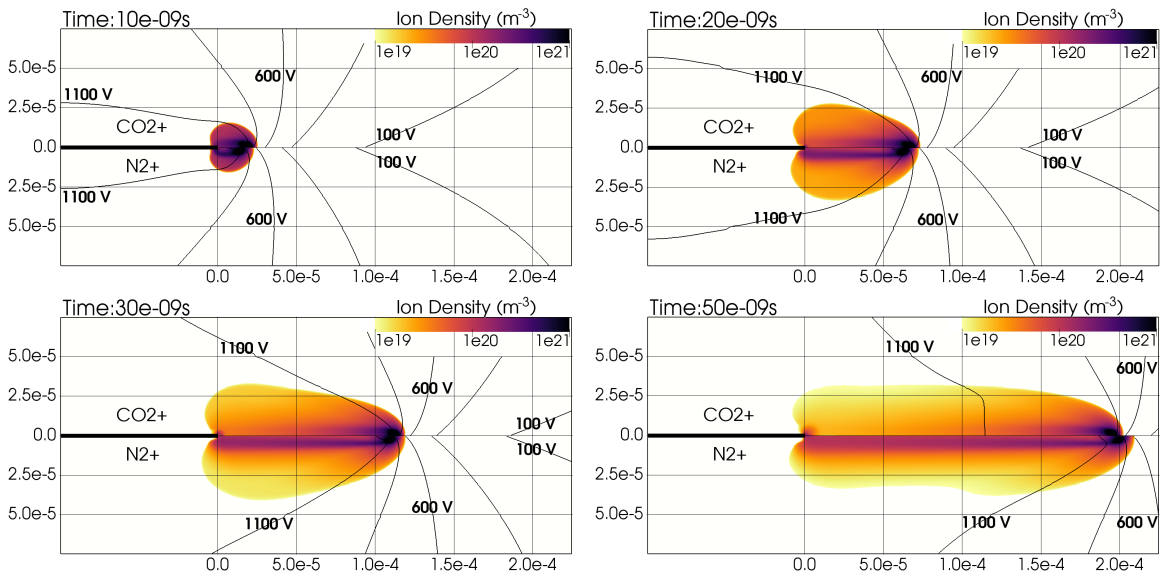 Time:10e-09s
Ion Density (m-3)
1e19 1e20 1e21
5.0e-5
600 V
1100 V
2.5e-5
CO2+
100 V
0.0
N2+
100 V
2.5e-5
1100 V
600 V
5.0e-5
0.0 5.0e-5 1.0e-4 1.5e-4 2.0e-4
Time:20e-09s
Ion Density (m-3)
1e19 1e20 1e21
5.0e-5
1100 V
600 V
2.5e-5
CO2+
100 V
0.0
N2+
100 V
2.5e-5
1100 V
600 V
5.0e-5
0.0 5.0e-5 1.0e-4 1.5e-4 2.0e-4
Time:30e-09s
Ion Density (m-3)
1e19 1e20 1e21
5.0e-5
1100 V
600 V
2.5e-5
CO2+
100 V
0.0
N2+
100 V
2.5e-5
600 V
1100 V
5.0e-5
0.0 5.0e-5 1.0e-4 1.5e-4 2.0e-4
Time:50e-09s
Ion Density (m-3)
1e19 1e20 1e21
1100 V
5.0e-5
600 V
2.5e-5
CO2+
0.0
N2+
2.5e-5
5.0e-5
1100 V
600 V
0.0 5.0e-5 1.0e-4 1.5e-4 2.0e-4